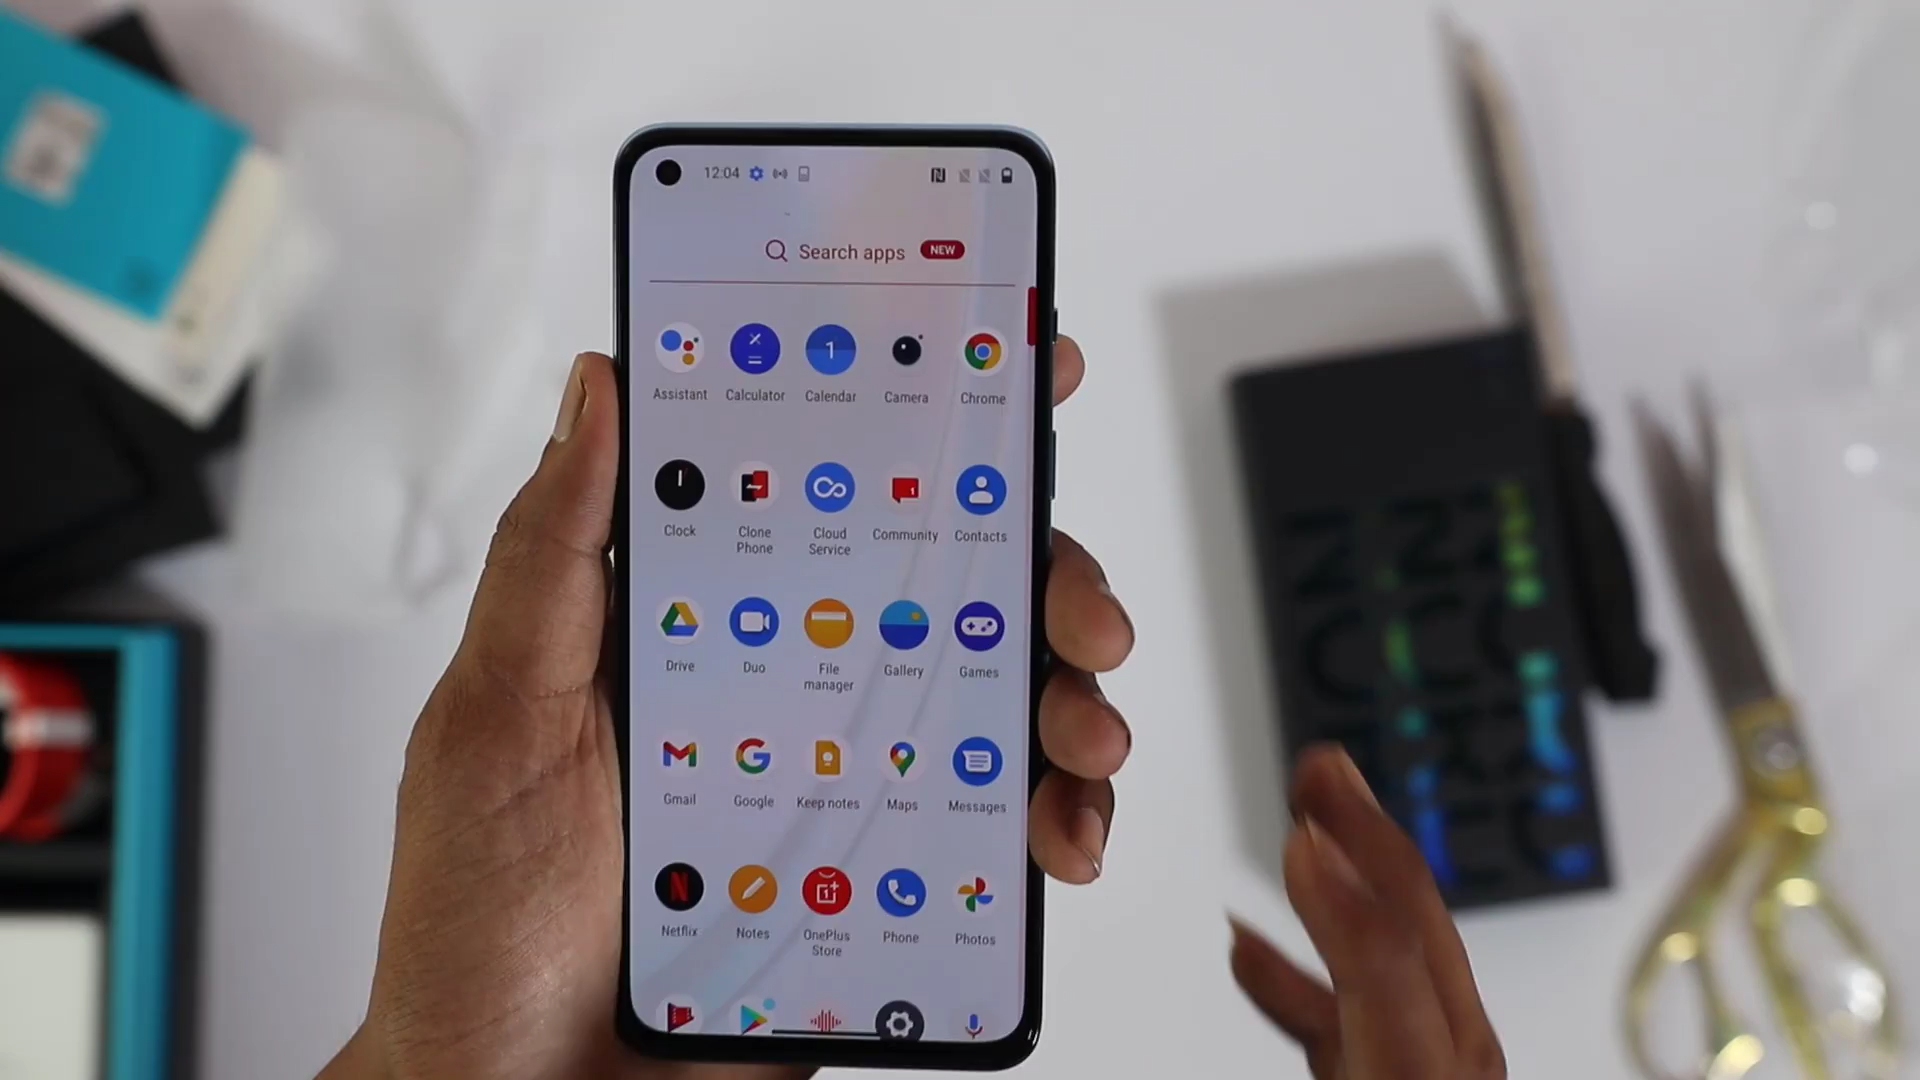 12:04
Search apps NEW
1
Assistant Calculator Calendar Camera Chrome
Clock Clone Phone Cloud Service Community Contacts
Drive Duo File manager Gallery Games
Gmail Google Keep notes Maps Messages
Netflix Notes OnePlus Store Phone Photos